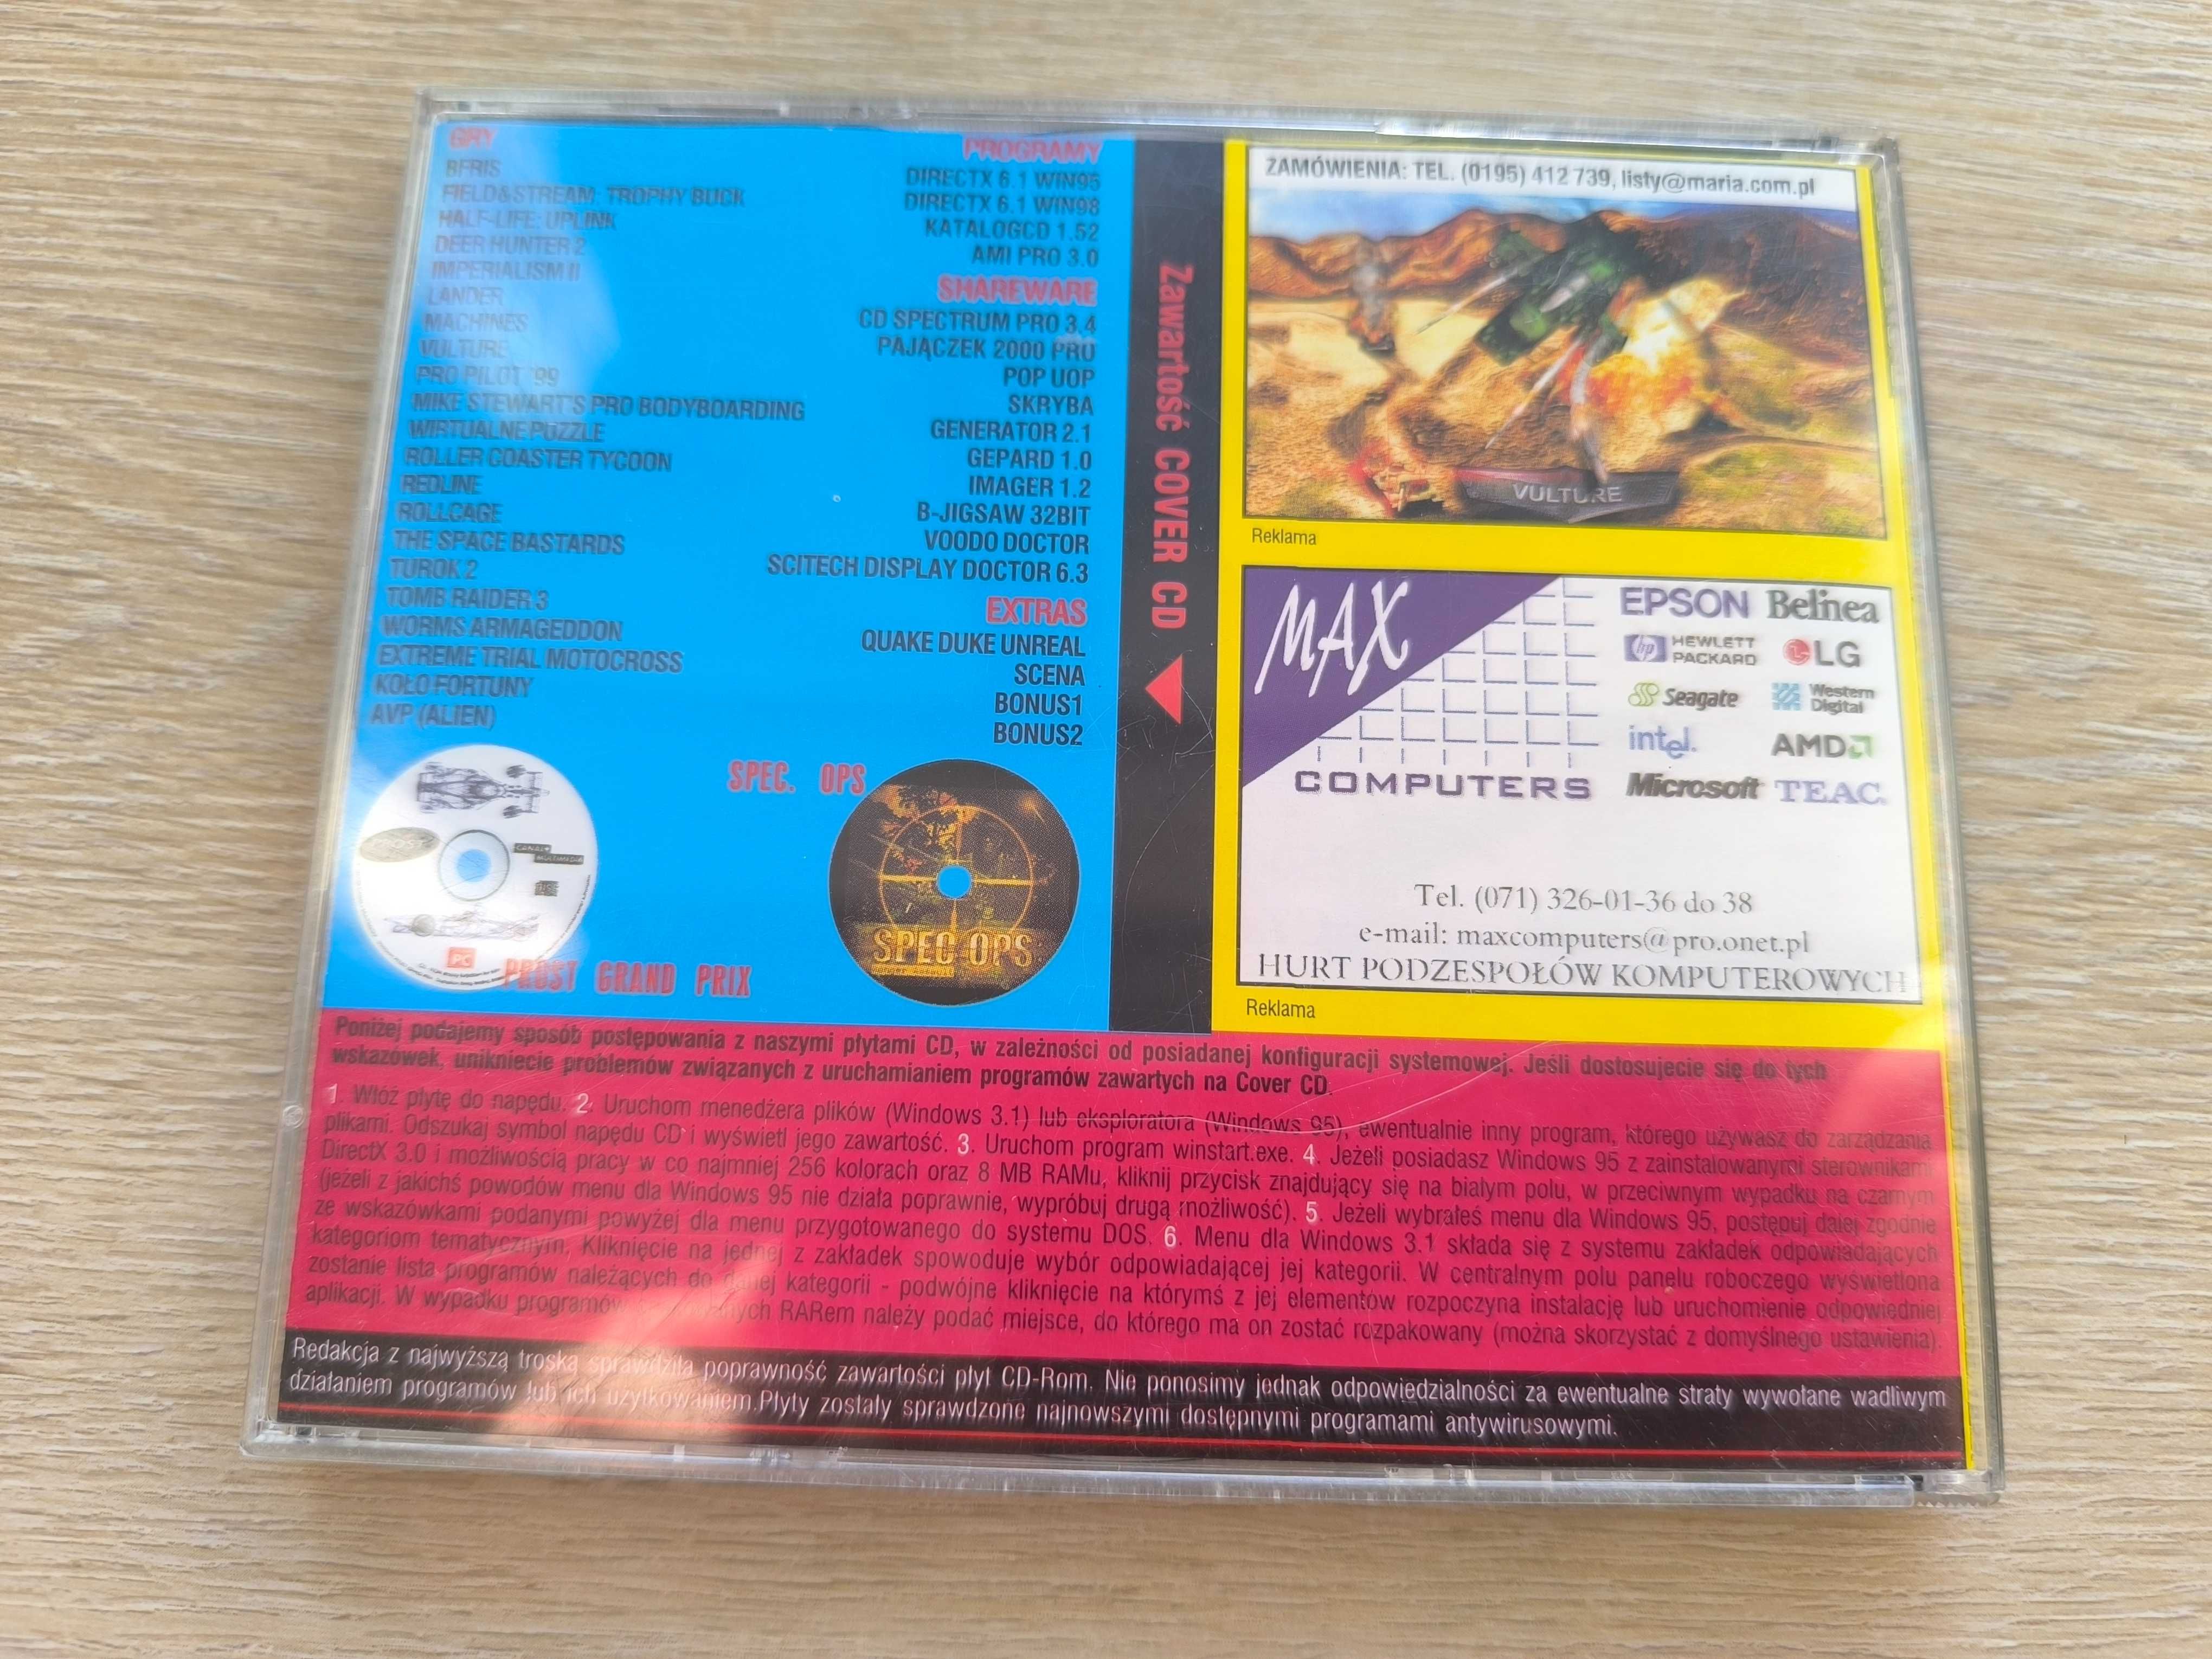 GRY
BFRIS
FIELD&STREAM: TROPHY BUCK
HALF-LIFE: UPLINK
DEER HUNTER 2
IMPERIALISM II
LANDER
MACHINES
VULTURE
PRO PILOT '99
MIKE STEWART'S PRO BODYBOARDING
WIRTUALNE PUZZLE
ROLLER COASTER TYCOON
REDLINE
ROLLCAGE
THE SPACE BASTARDS
TUROK 2
TOMB RAIDER 3
WORMS ARMAGEDDON
EXTREME TRIAL MOTOCROSS
KOŁO FORTUNY
AVP (ALIEN)
PROGRAMY
DIRECTX 6.1 WIN95
DIRECTX 6.1 WIN98
KATALOGCD 1.52
AMI PRO 3.0
SHAREWARE
CD SPECTRUM PRO 3.4
PAJĄCZEK 2000 PRO
POP UOP
SKRYBA
GENERATOR 2.1
GEPARD 1.0
IMAGER 1.2
B-JIGSAW 32BIT
VOODO DOCTOR
SCITECH DISPLAY DOCTOR 6.3
EXTRAS
QUAKE DUKE UNREAL
SCENA
BONUS1
BONUS2
SPEC. OPS
SPEC OPS
PROST
CANAL+
MULTIMEDIA
PC
PROST GRAND PRIX
Zawartość COVER CD
ZAMÓWIENIA: TEL. (0195) 412 739, listy@maria.com.pl
VULTURE
Reklama
MAX
COMPUTERS
EPSON Belinea
hp HEWLETT PACKARD LG
Seagate Western Digital
intel. AMD
Microsoft TEAC
Tel. (071) 326-01-36 do 38
e-mail: maxcomputers@pro.onet.pl
HURT PODZESPOŁÓW KOMPUTEROWYCH
Reklama
Poniżej podajemy sposób postępowania z naszymi płytami CD, w zależności od posiadanej konfiguracji systemowej. Jeśli dostosujecie się do tych
wskazówek, unikniecie problemów związanych z uruchamianiem programów zawartych na Cover CD.
1. Włóż płytę do napędu. 2. Uruchom menedżera plików (Windows 3.1) lub eksploratora (Windows 95), ewentualnie inny program, którego używasz do zarządzania
plikami. Odszukaj symbol napędu CD i wyświetl jego zawartość. 3. Uruchom program winstart.exe. 4. Jeżeli posiadasz Windows 95 z zainstalowanymi sterownikami
DirectX 3.0 i możliwością pracy w co najmniej 256 kolorach oraz 8 MB RAMu, kliknij przycisk znajdujący się na białym polu, w przeciwnym wypadku na czarnym
(jeżeli z jakichś powodów menu dla Windows 95 nie działa poprawnie, wypróbuj drugą możliwość). 5. Jeżeli wybrałeś menu dla Windows 95, postępuj dalej zgodnie
ze wskazówkami podanymi powyżej dla menu przygotowanego do systemu DOS. 6. Menu dla Windows 3.1 składa się z systemu zakładek odpowiadających
kategoriom tematycznym. Kliknięcie na jednej z zakładek spowoduje wybór odpowiadającej jej kategorii. W centralnym polu panelu roboczego wyświetlona
zostanie lista programów należących do danej kategorii - podwójne kliknięcie na którymś z jej elementów rozpoczyna instalację lub uruchomienie odpowiedniej
aplikacji. W wypadku programów RARem należy podać miejsce, do którego ma on zostać rozpakowany (można skorzystać z domyślnego ustawienia).
Redakcja z najwyższą troską sprawdziła poprawność zawartości płyt CD-Rom. Nie ponosimy jednak odpowiedzialności za ewentualne straty wywołane wadliwym
działaniem programów lub ich użytkowaniem.Płyty zostały sprawdzone najnowszymi dostępnymi programami antywirusowymi.